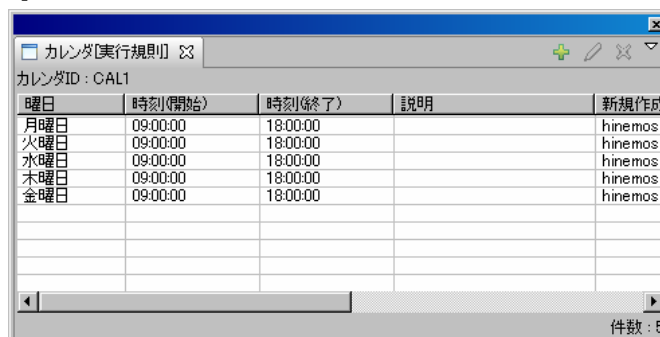 カレンダ[実行規則]
カレンダID : CAL1
曜日 時刻(開始) 時刻(終了) 説明 新規作成
月曜日 09:00:00 18:00:00 hinemos
火曜日 09:00:00 18:00:00 hinemos
水曜日 09:00:00 18:00:00 hinemos
木曜日 09:00:00 18:00:00 hinemos
金曜日 09:00:00 18:00:00 hinemos
件数 : 5